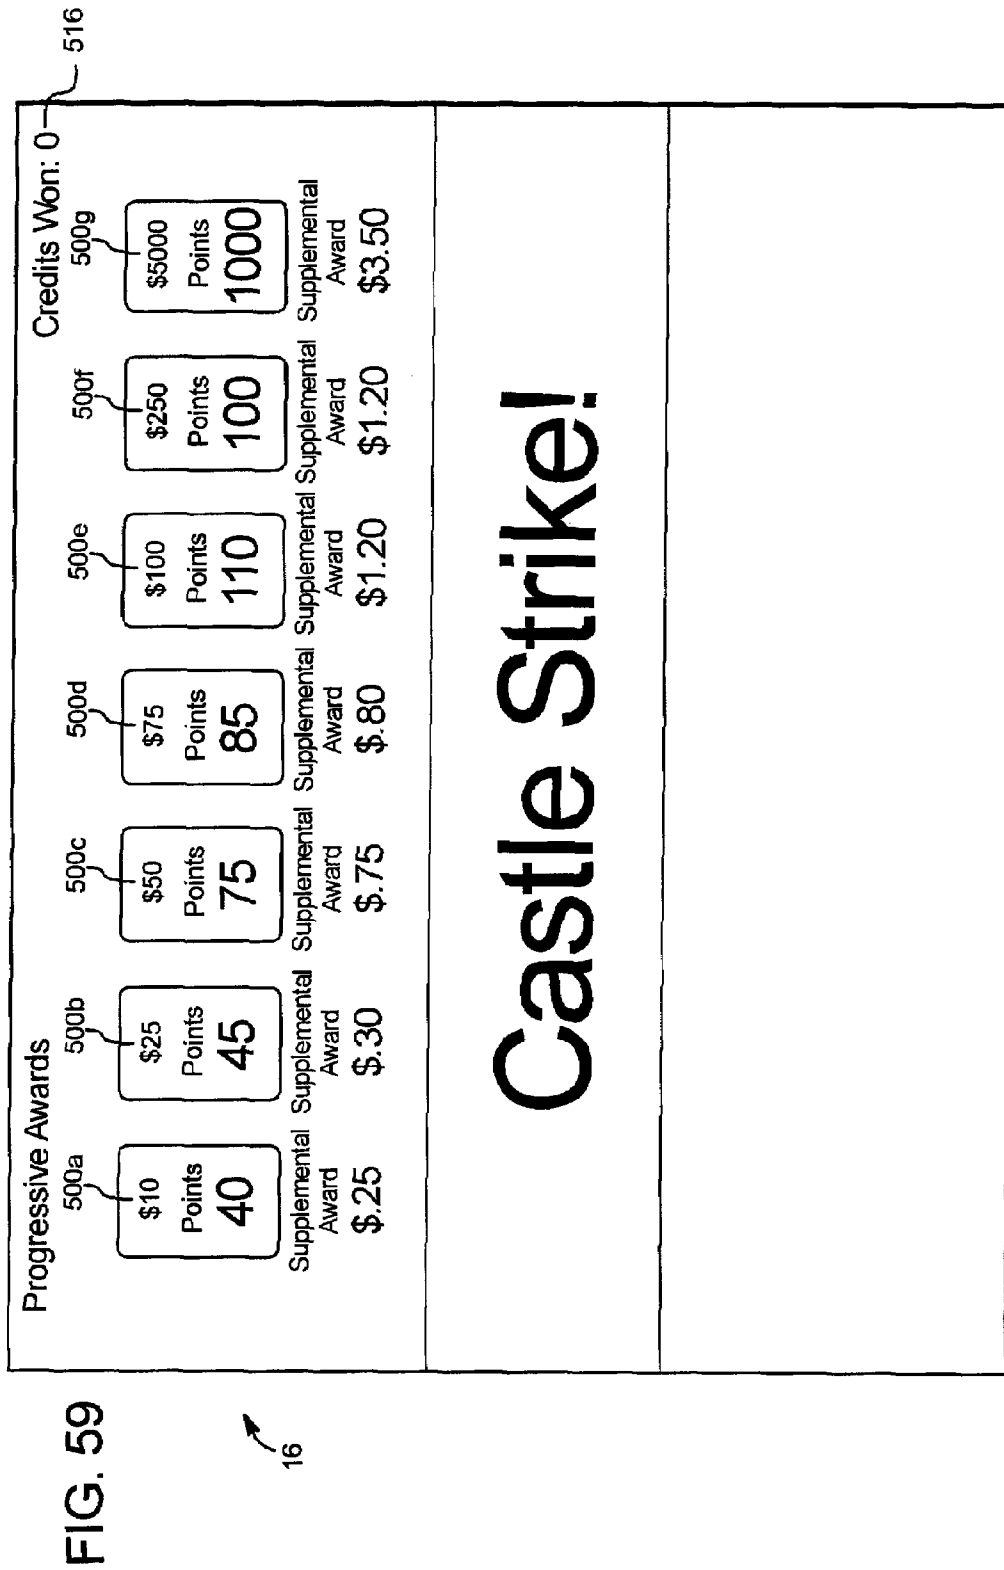 FIG. 59
16
Progressive Awards
Credits Won: 0
516
500a
500b
500c
500d
500e
500f
500g
$10
Points
40
Supplemental
Award
$.25
$25
Points
45
Supplemental
Award
$.30
$50
Points
75
Supplemental
Award
$.75
$75
Points
85
Supplemental
Award
$.80
$100
Points
110
Supplemental
Award
$1.20
$250
Points
100
Supplemental
Award
$1.20
$5000
Points
1000
Supplemental
Award
$3.50
Castle Strike!